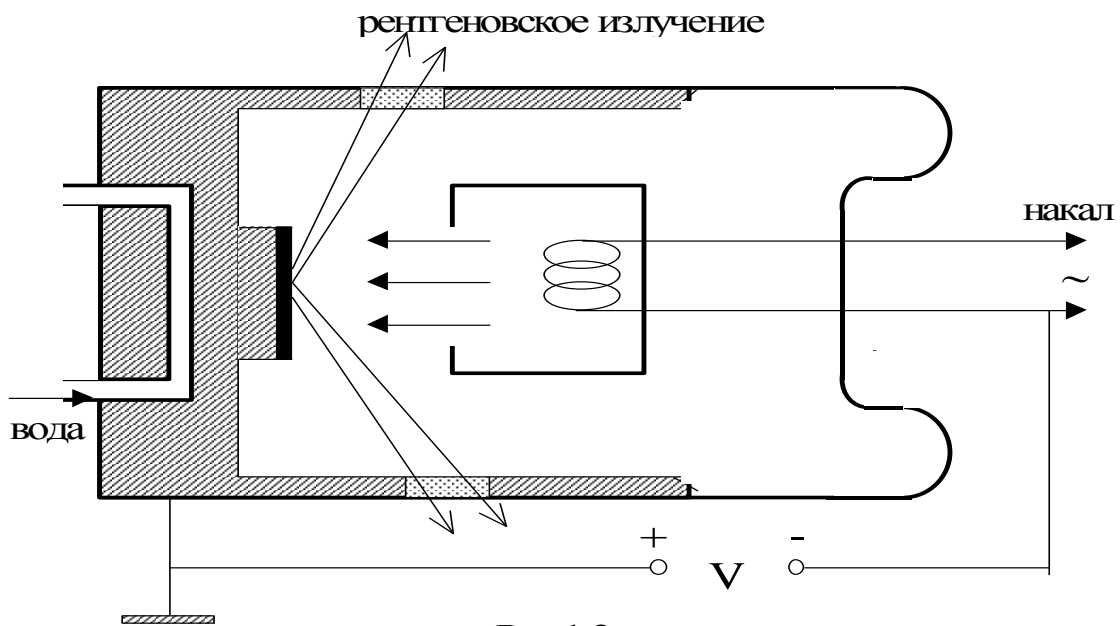 рентгеновское излучение
накал
~
вода
+ -
V